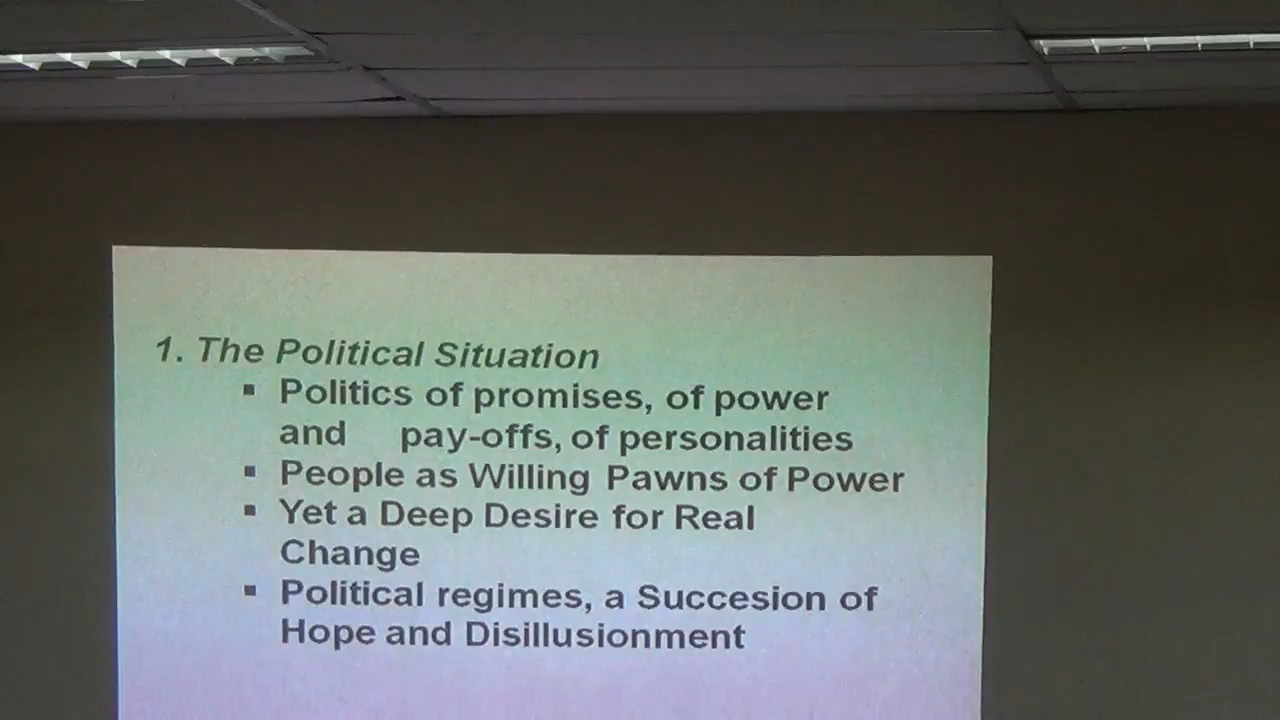 1. The Political Situation
▪ Politics of promises, of power
and pay-offs, of personalities
▪ People as Willing Pawns of Power
▪ Yet a Deep Desire for Real
Change
▪ Political regimes, a Succesion of
Hope and Disillusionment